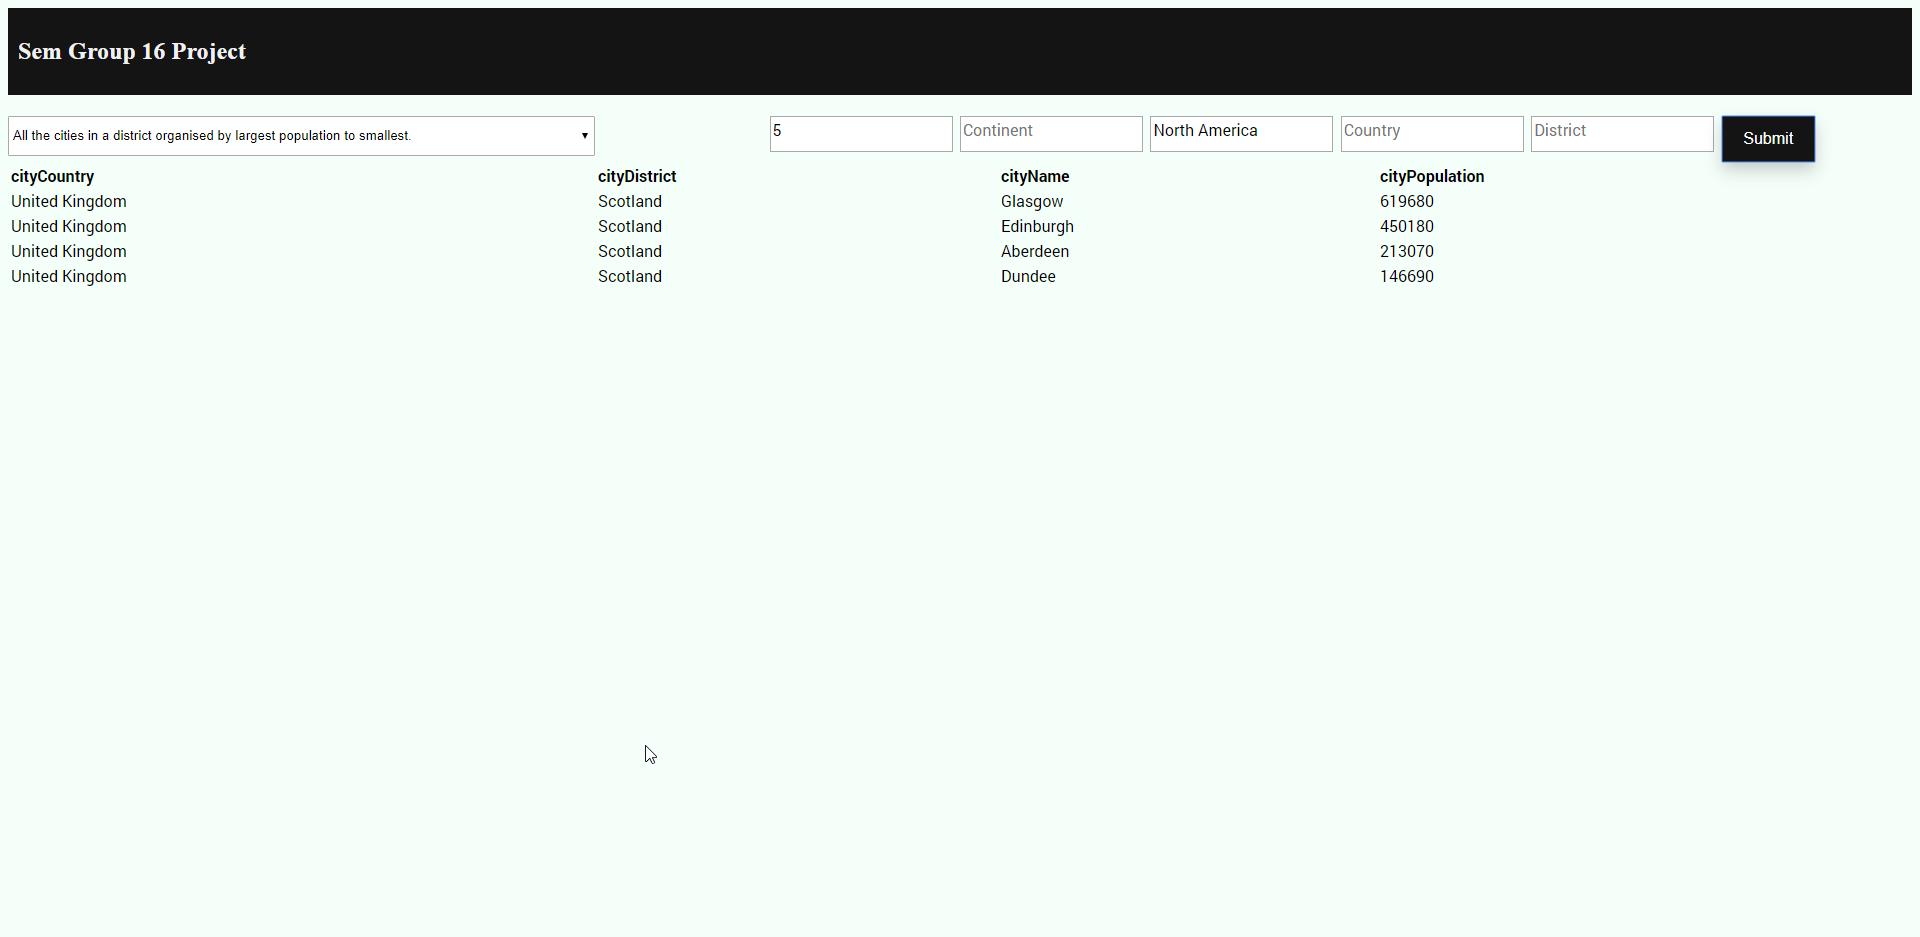 Sem Group 16 Project
All the cities in a district organised by largest population to smallest. 5 Continent North America Country District Submit
cityCountry cityDistrict cityName cityPopulation
United Kingdom Scotland Glasgow 619680
United Kingdom Scotland Edinburgh 450180
United Kingdom Scotland Aberdeen 213070
United Kingdom Scotland Dundee 146690